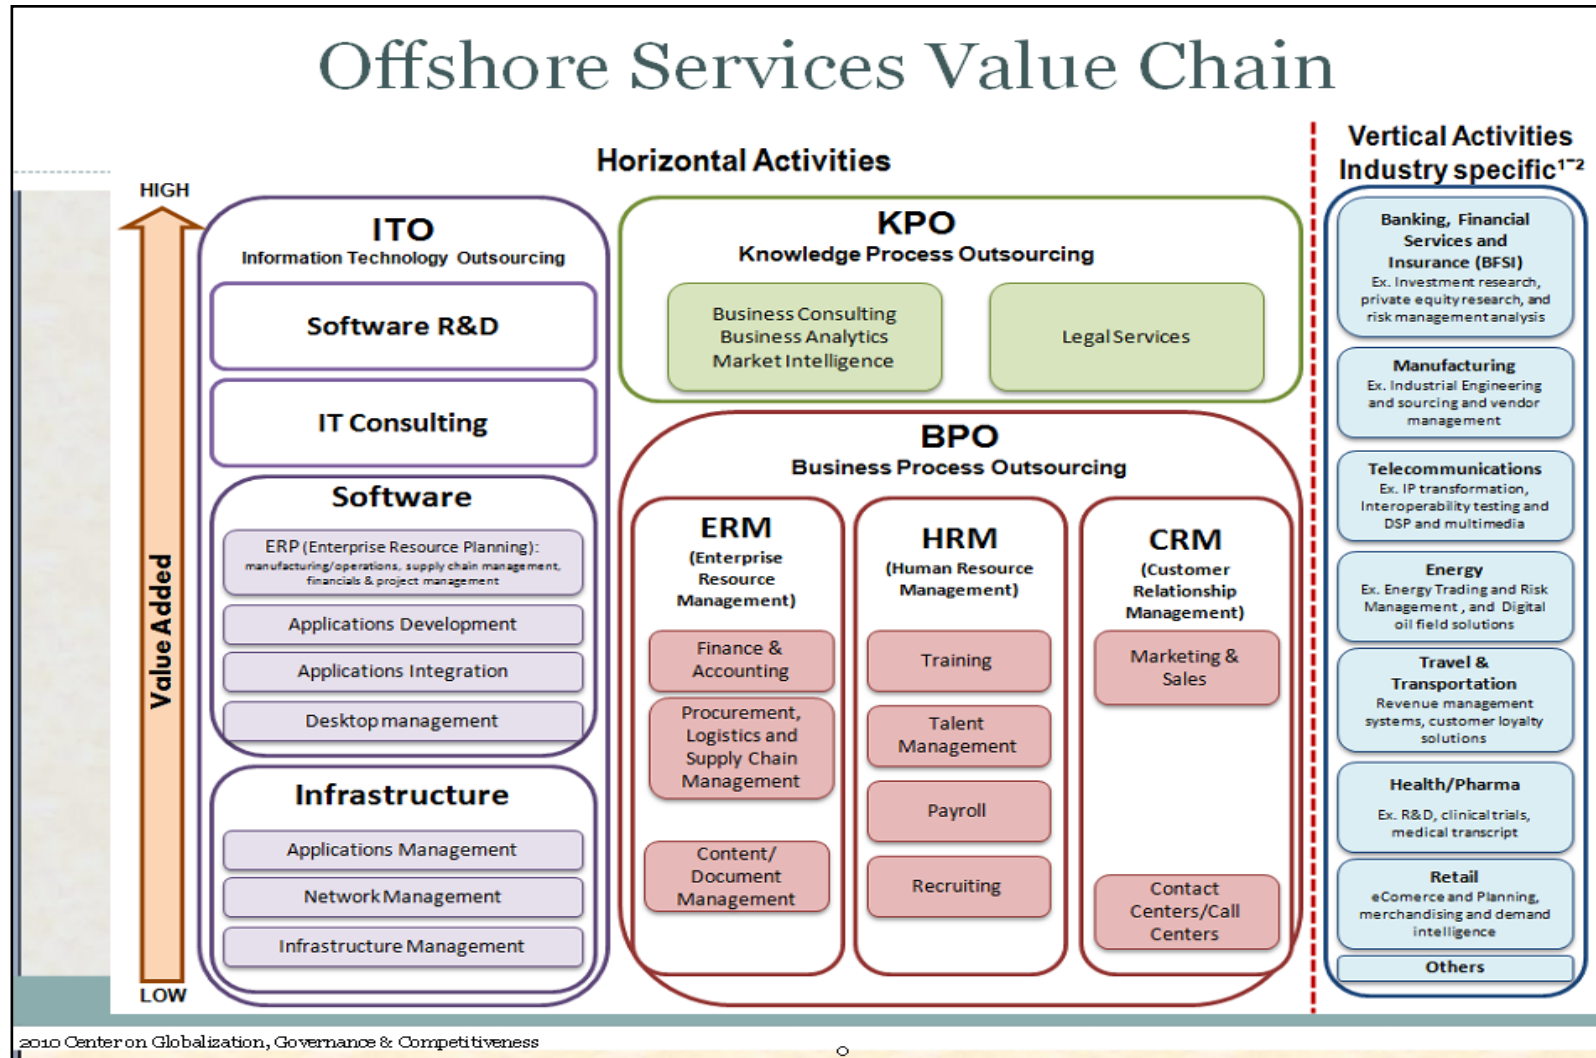 Offshore Services Value Chain
Horizontal Activities
Vertical Activities
Industry specific¹⁻²
HIGH
Value Added
LOW
ITO
Information Technology Outsourcing
Software R&D
IT Consulting
Software
ERP (Enterprise Resource Planning):
manufacturing/operations, supply chain management,
financials & project management
Applications Development
Applications Integration
Desktop management
Infrastructure
Applications Management
Network Management
Infrastructure Management
KPO
Knowledge Process Outsourcing
Business Consulting
Business Analytics
Market Intelligence
Legal Services
BPO
Business Process Outsourcing
ERM
(Enterprise
Resource
Management)
Finance &
Accounting
Procurement,
Logistics and
Supply Chain
Management
Content/
Document
Management
HRM
(Human Resource
Management)
Training
Talent
Management
Payroll
Recruiting
CRM
(Customer
Relationship
Management)
Marketing &
Sales
Contact
Centers/Call
Centers
Banking, Financial
Services and
Insurance (BFSI)
Ex. Investment research,
private equity research, and
risk management analysis
Manufacturing
Ex. Industrial Engineering
and sourcing and vendor
management
Telecommunications
Ex. IP transformation,
Interoperability testing and
DSP and multimedia
Energy
Ex. Energy Trading and Risk
Management , and Digital
oil field solutions
Travel &
Transportation
Revenue management
systems, customer loyalty
solutions
Health/Pharma
Ex. R&D, clinical trials,
medical transcript
Retail
eComerce and Planning,
merchandising and demand
intelligence
Others
2010 Center on Globalization, Governance & Competitiveness
0